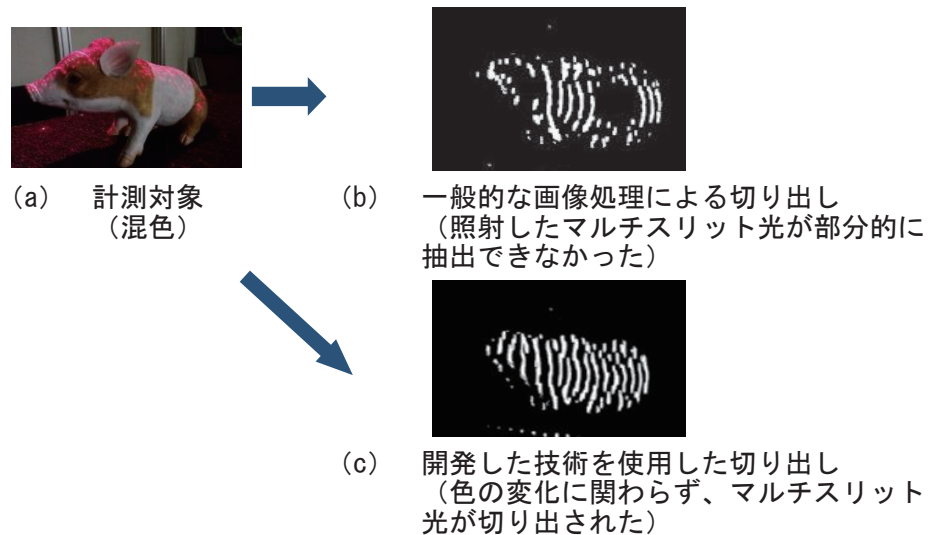 (a) 計測対象
（混色）
(b) 一般的な画像処理による切り出し
（照射したマルチスリット光が部分的に
抽出できなかった）
(c) 開発した技術を使用した切り出し
（色の変化に関わらず、マルチスリット
光が切り出された）